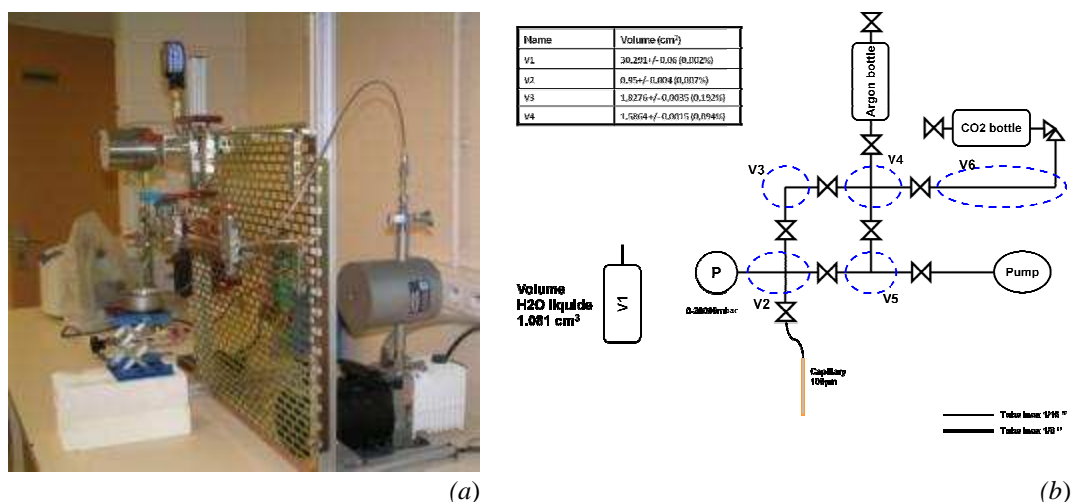 Name Volume (cm³)
V1 30,291+/-0,06 (0,002%)
V2 0,95+/-0,004 (0,007%)
V3 1,8276+/-0,0035 (0,192%)
V4 1,5864+/-0,0015 (0,094%)
Argon bottle
CO2 bottle
V3
V4
V6
P
V1
Volume
H2O liquide
1.081 cm³
V2
V5
Pump
Capillary
100µm
Tube Inox 1/16 "
Tube Inox 1/8 "
(a)
(b)